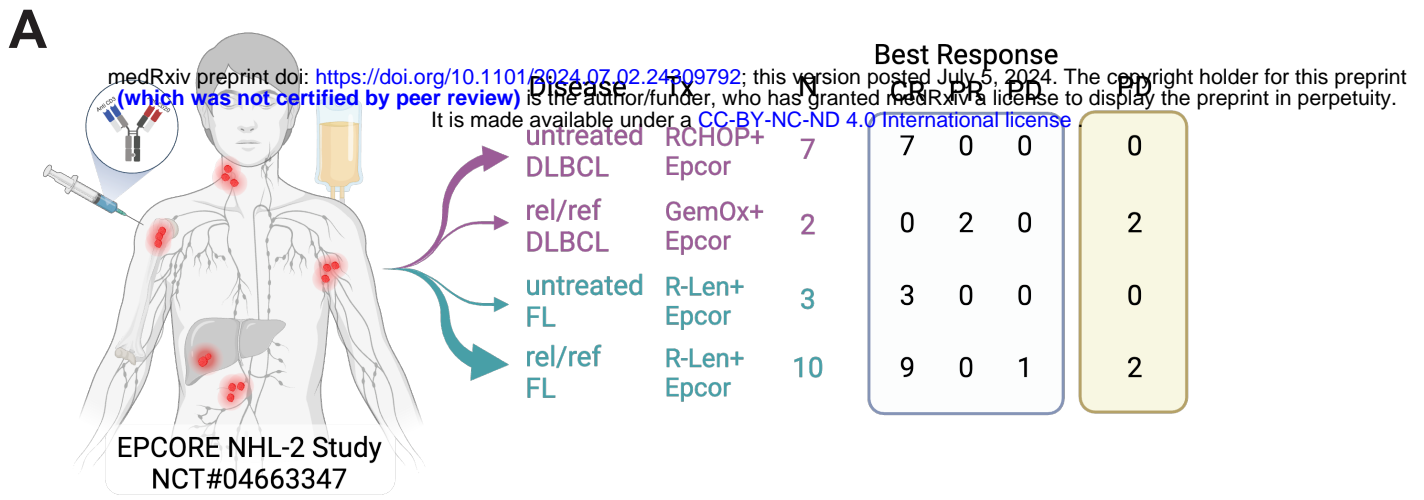 A
Best Response
medRxiv preprint doi: https://doi.org/10.1101/2024.07.02.24309792; this version posted July 5, 2024. The copyright holder for this preprint
(which was not certified by peer review) is the author/funder, who has granted medRxiv a license to display the preprint in perpetuity.
It is made available under a CC-BY-NC-ND 4.0 International license .
Disease Tx N CR PR PD PD
Anti CD3
untreated DLBCL RCHOP+ Epcor 7 7 0 0 0
rel/ref DLBCL GemOx+ Epcor 2 0 2 0 2
untreated FL R-Len+ Epcor 3 3 0 0 0
rel/ref FL R-Len+ Epcor 10 9 0 1 2
EPCORE NHL-2 Study
NCT#04663347